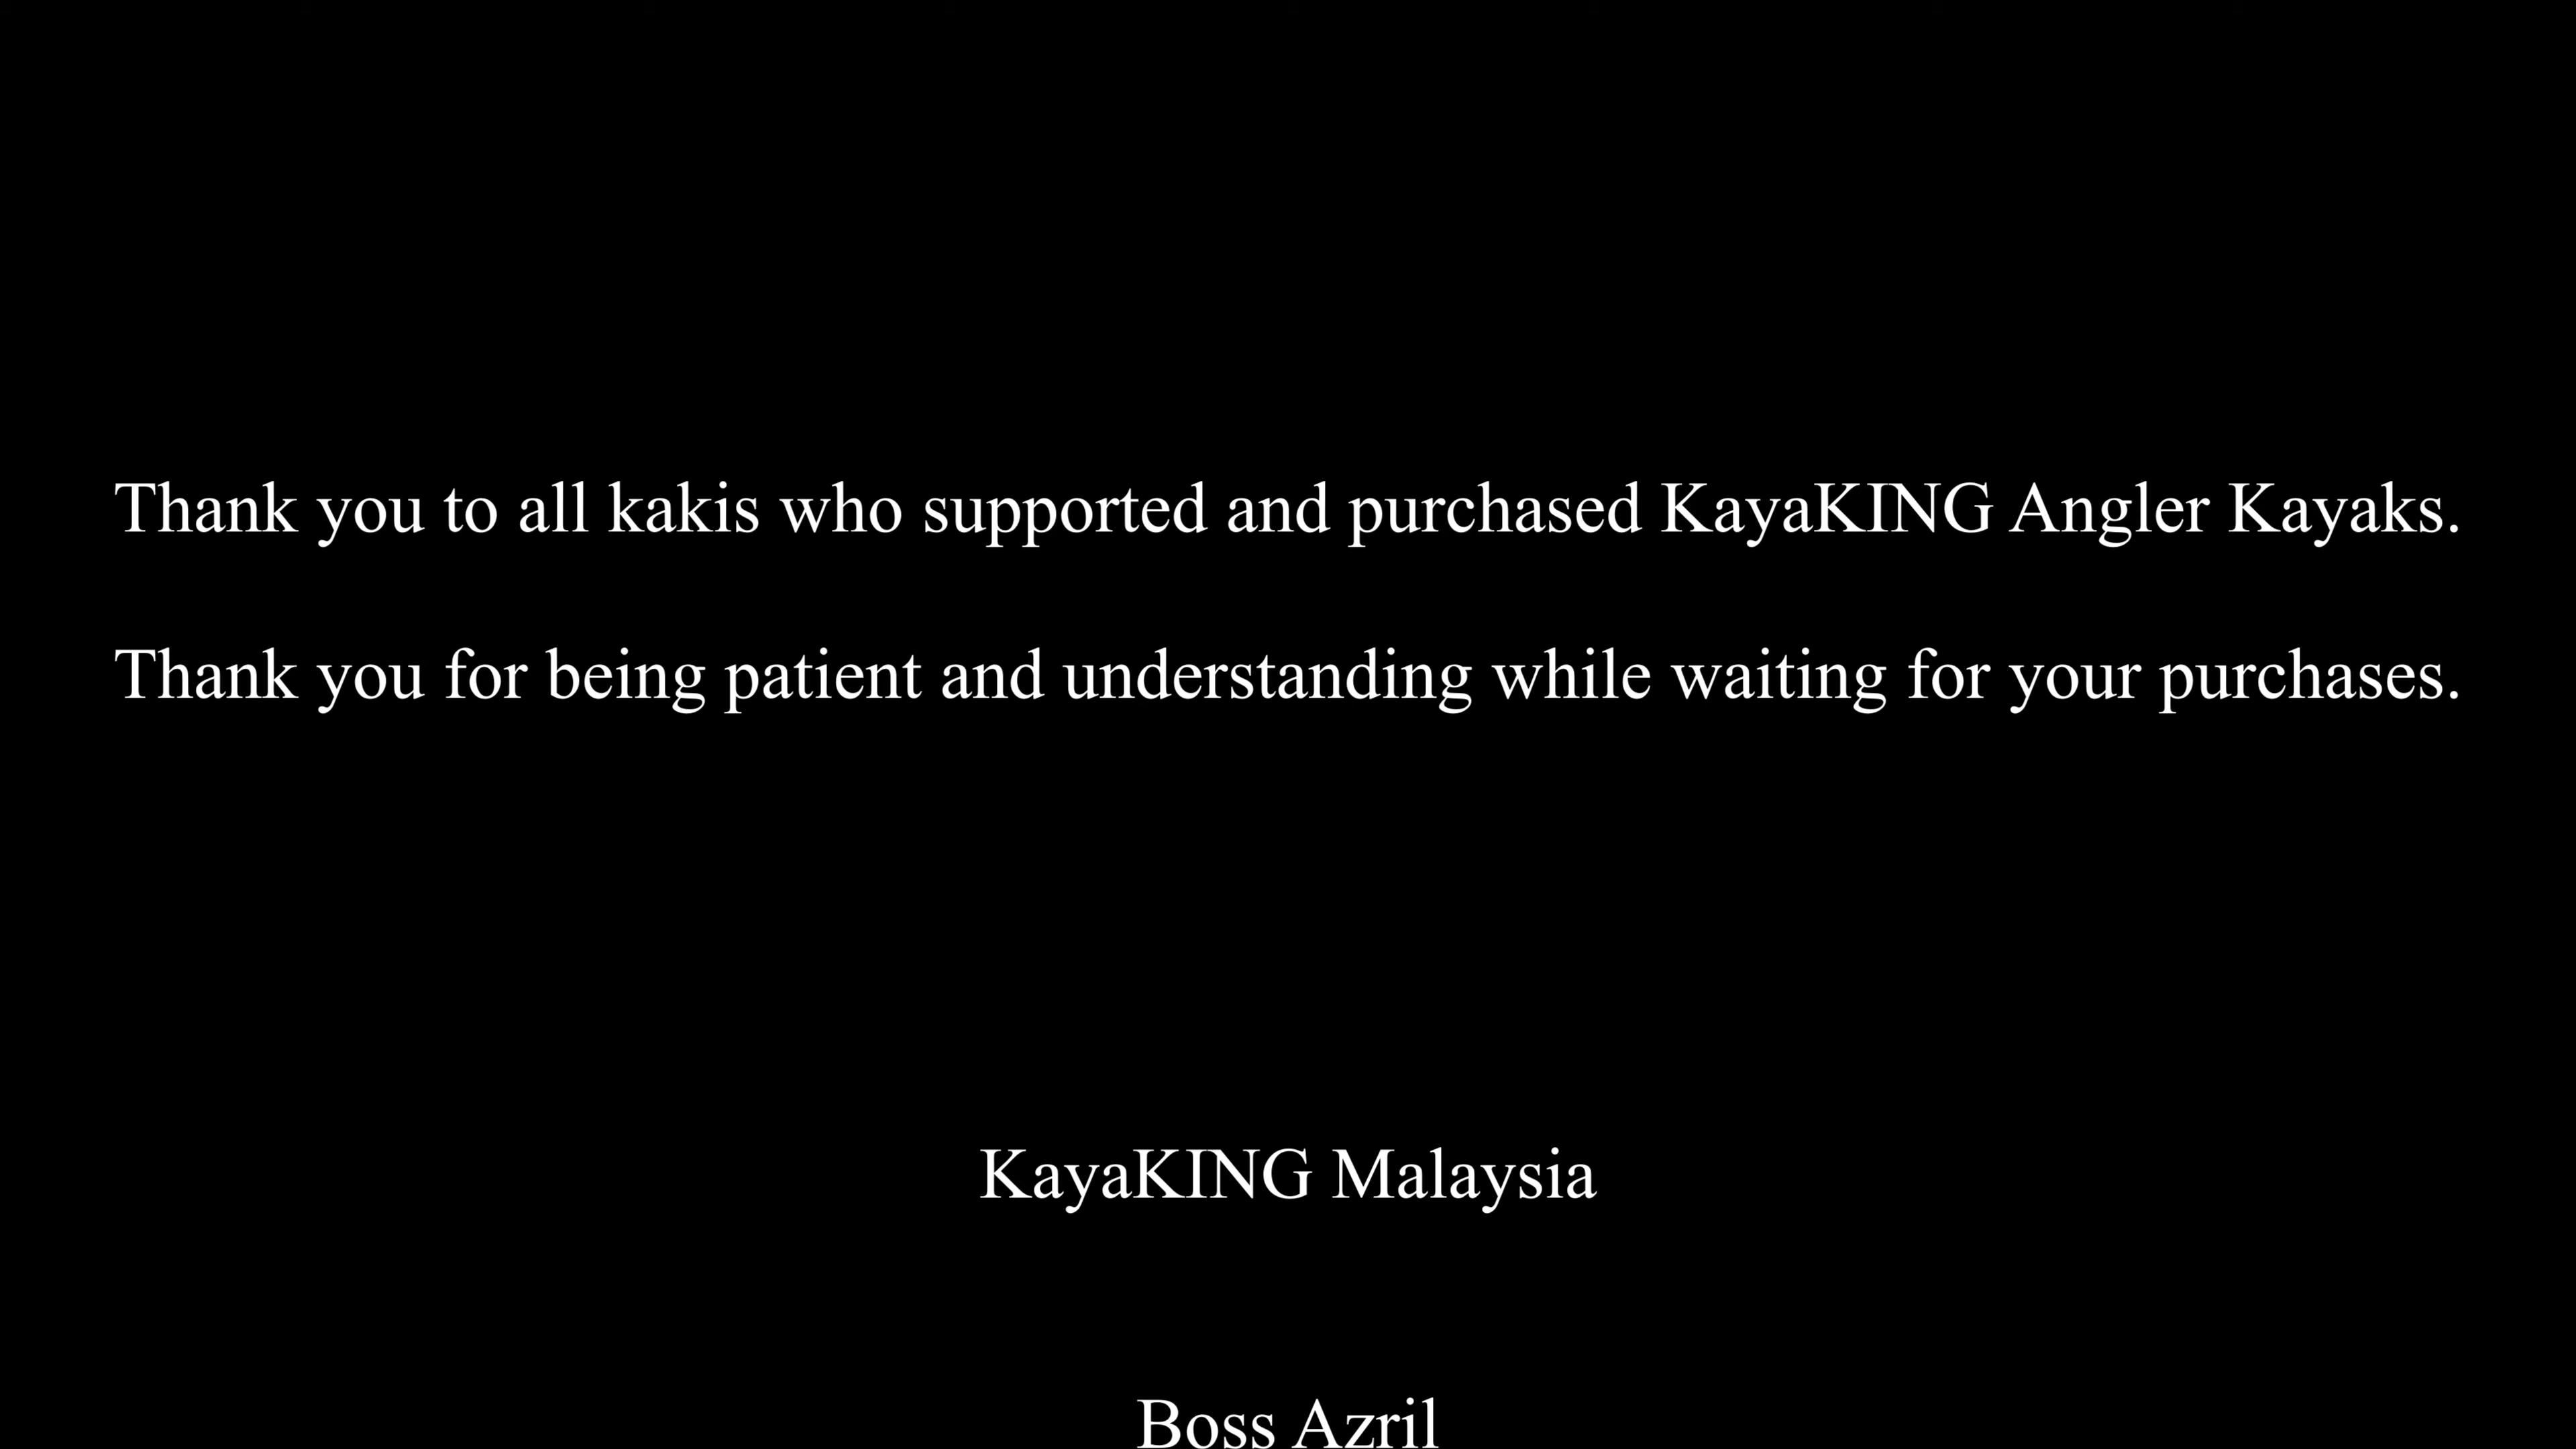 Thank you to all kakis who supported and purchased KayaKING Angler Kayaks.
Thank you for being patient and understanding while waiting for your purchases.
KayaKING Malaysia
Boss Azril